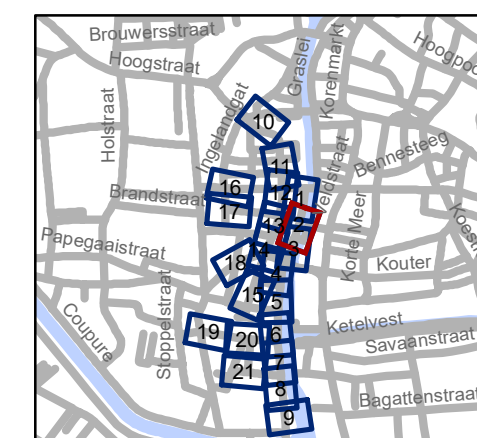 Brouwersstraat
Hoogstraat
Holstraat
Ingelandgat
Graslei
Korenmarkt
Hoogpoo
Bennesteeg
Veldstraat
Brandstraat
Papegaaistraat
Korte Meer
Kouter
Koest
Coupure
Stoppelstraat
Ketelvest
Savaanstraat
Bagattenstraat
10
11
16
12
1
17
13
2
3
14
18
4
15
5
19
20
6
21
7
8
9